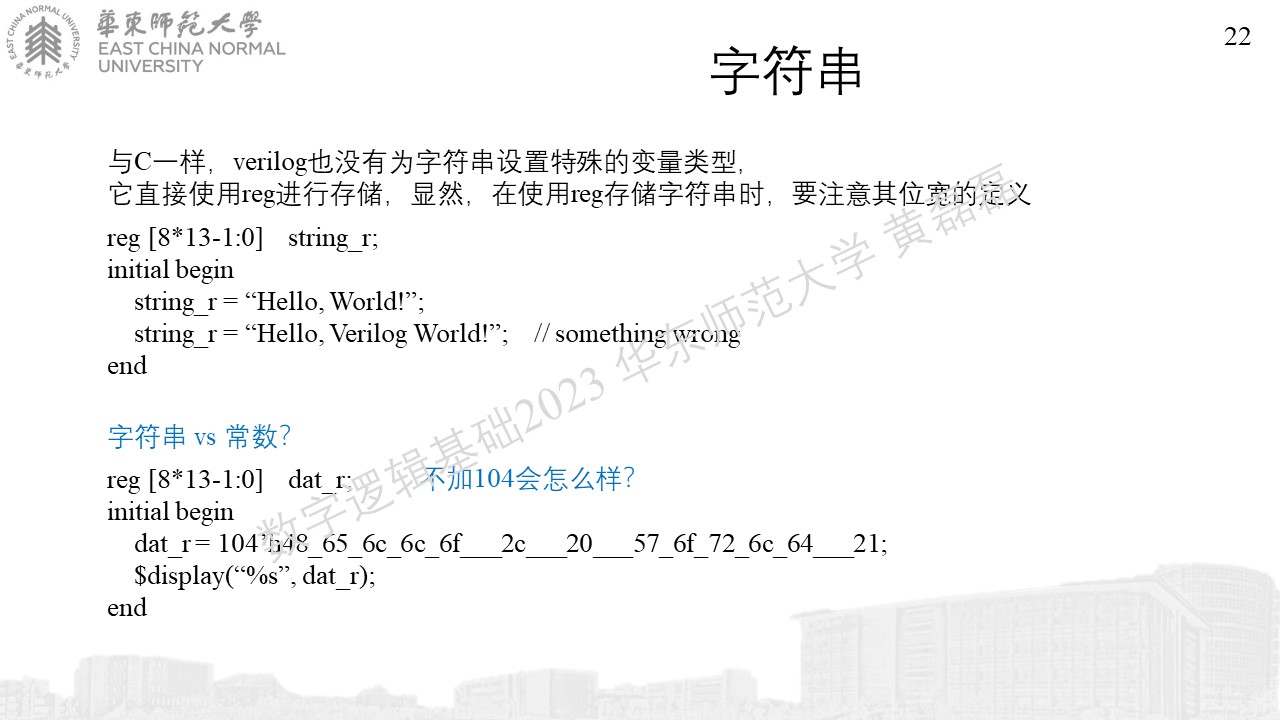 華東師範大學
EAST CHINA NORMAL
UNIVERSITY
22
字符串
与C一样，verilog也没有为字符串设置特殊的变量类型，
它直接使用reg进行存储，显然，在使用reg存储字符串时，要注意其位宽的定义
reg [8*13-1:0] string_r;
initial begin
string_r = “Hello, World!”;
string_r = “Hello, Verilog World!”; // something wrong
end
字符串 vs 常数？
reg [8*13-1:0] dat_r; 不加104会怎么样？
initial begin
dat_r = 104’h48_65_6c_6c_6f___2c___20___57_6f_72_6c_64___21;
$display(“%s”, dat_r);
end
数字逻辑基础2023 华东师范大学 黄磊磊
EAST CHINA NORMAL UNIVERSITY
華東師範大學